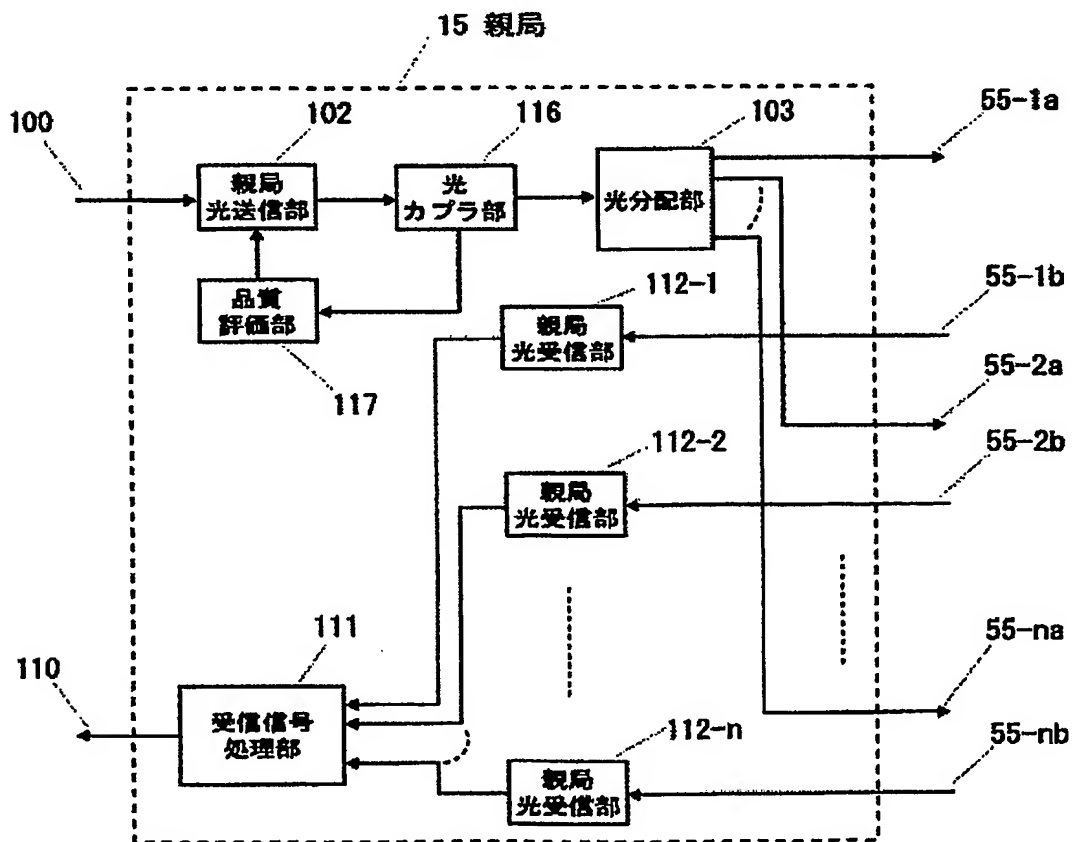 15 親局
100
102
116
103
55-1a
親局
光送信部
光
カプラ部
光分配部
品質
評価部
117
112-1
55-1b
親局
光受信部
55-2a
112-2
55-2b
親局
光受信部
111
110
55-na
受信信号
処理部
112-n
55-nb
親局
光受信部